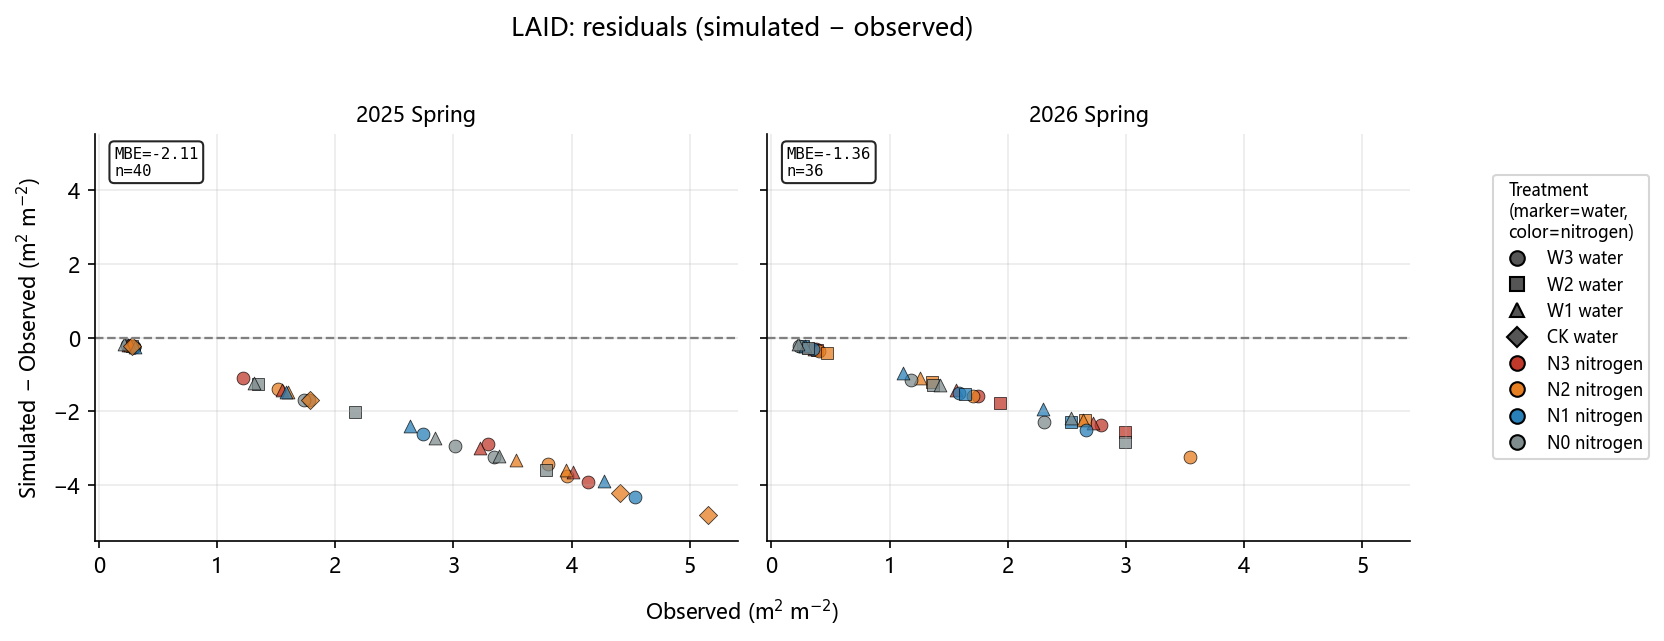 LAID: residuals (simulated − observed)
2025 Spring
2026 Spring
MBE=-2.11
n=40
MBE=-1.36
n=36
Simulated − Observed (m² m⁻²)
4
2
0
−2
−4
0 1 2 3 4 5
0 1 2 3 4 5
Observed (m² m⁻²)
Treatment
(marker=water,
color=nitrogen)
W3 water
W2 water
W1 water
CK water
N3 nitrogen
N2 nitrogen
N1 nitrogen
N0 nitrogen